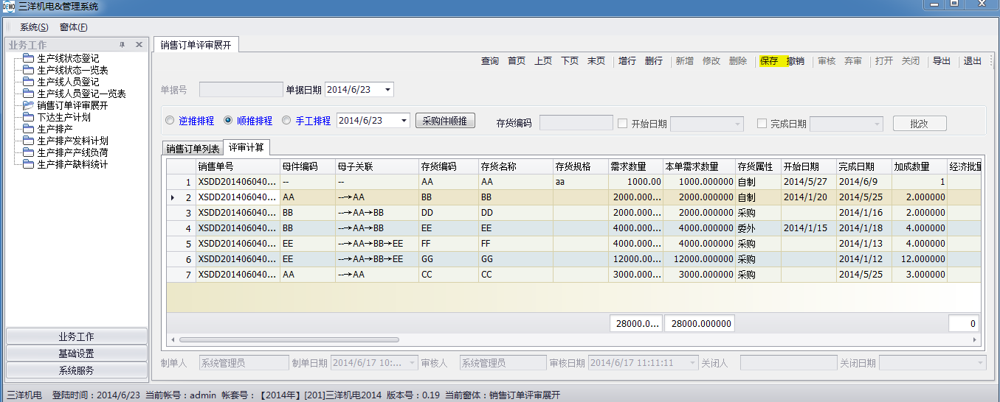 DEMO 三洋机电&管理系统
系统(S) 窗体(F)
业务工作
生产线状态登记
生产线状态一览表
生产线人员登记
生产线人员登记一览表
销售订单评审展开
下达生产计划
生产排产
生产排产发料计划
生产排产产线负荷
生产排产缺料统计
业务工作
基础设置
系统服务
销售订单评审展开
查询 首页 上页 下页 末页 增行 删行 新增 修改 删除 保存 撤销 审核 弃审 打开 关闭 导出 退出
单据号 单据日期 2014/6/23
逆推排程 顺推排程 手工排程 2014/6/23 采购件顺推 存货编码 开始日期 完成日期 批改
销售订单列表 评审计算
销售单号 母件编码 母子关联 存货编码 存货名称 存货规格 需求数量 本单需求数量 存货属性 开始日期 完成日期 加成数量 经济批量
1 XSDD201406040... -- -- AA AA aa 1000.00 1000.000000 自制 2014/5/27 2014/6/9 1
2 XSDD201406040... AA --→AA BB BB 2000.000... 2000.000000 自制 2014/1/20 2014/5/25 2.000000
3 XSDD201406040... BB --→AA→BB DD DD 2000.000... 2000.000000 采购 2014/1/16 2.000000
4 XSDD201406040... BB --→AA→BB EE EE 4000.000... 4000.000000 委外 2014/1/15 2014/1/18 4.000000
5 XSDD201406040... EE --→AA→BB→EE FF FF 4000.000... 4000.000000 采购 2014/1/13 4.000000
6 XSDD201406040... EE --→AA→BB→EE GG GG 12000.00... 12000.000000 采购 2014/1/12 12.000000
7 XSDD201406040... AA --→AA CC CC 3000.000... 3000.000000 采购 2014/5/25 3.000000
28000.0... 28000.000000 0
制单人 系统管理员 制单日期 2014/6/17 10:... 审核人 系统管理员 审核日期 2014/6/17 11:11:11 关闭人 关闭日期
三洋机电 登陆时间：2014/6/23 当前帐号：admin 帐套号：【2014年】[201]三洋机电2014 版本号：0.19 当前窗体：销售订单评审展开